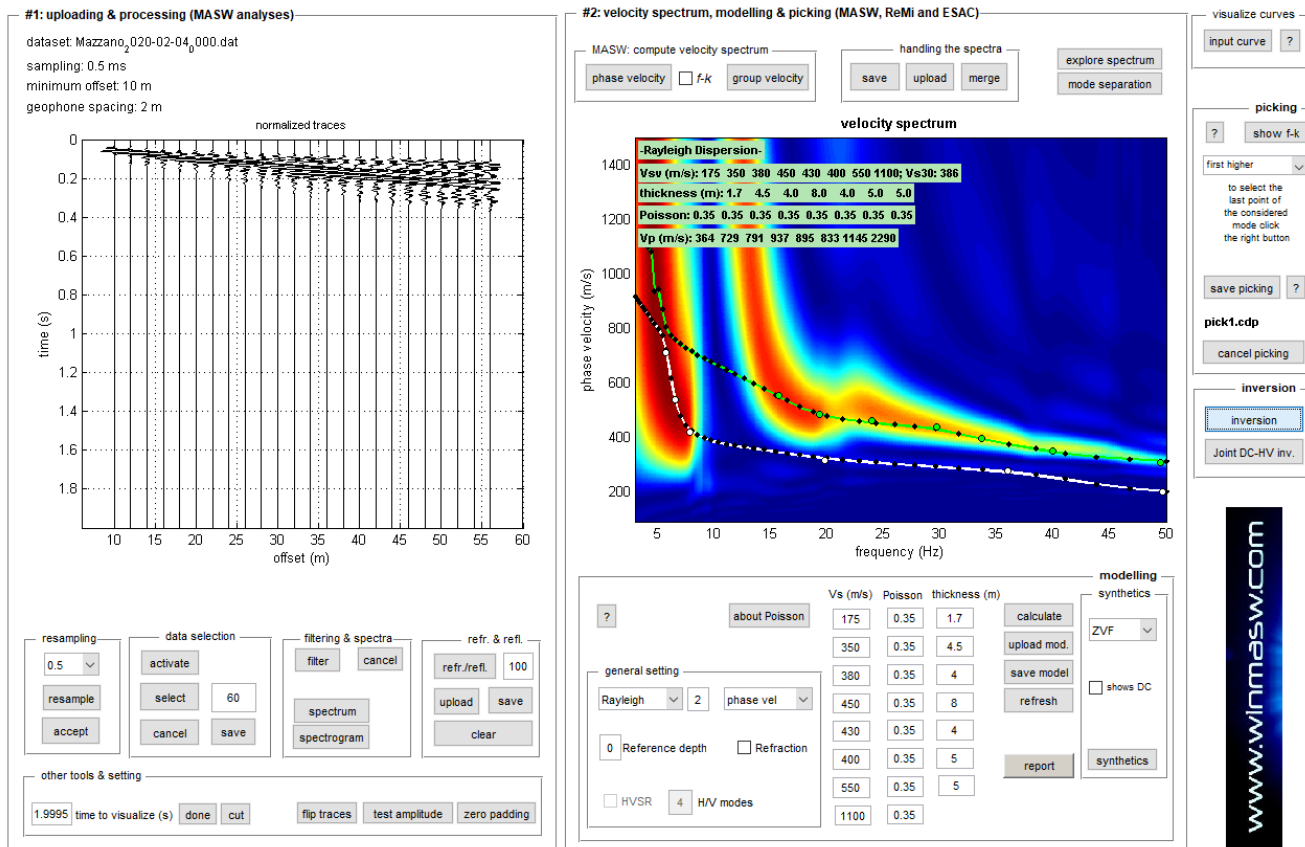 #1: uploading & processing (MASW analyses)
dataset: Mazzano2020-02-040000.dat
sampling: 0.5 ms
minimum offset: 10 m
geophone spacing: 2 m
normalized traces
0
0.2
0.4
0.6
0.8
1
1.2
1.4
1.6
1.8
time (s)
10 15 20 25 30 35 40 45 50 55 60
offset (m)
resampling
0.5
resample
accept
data selection
activate
select 60
cancel save
filtering & spectra
filter cancel
spectrum
spectrogram
refr. & refl.
refr./refl. 100
upload save
clear
other tools & setting
1.9995 time to visualize (s) done cut flip traces test amplitude zero padding
#2: velocity spectrum, modelling & picking (MASW, ReMi and ESAC)
MASW: compute velocity spectrum
phase velocity f-k group velocity
handling the spectra
save upload merge
explore spectrum
mode separation
velocity spectrum
-Rayleigh Dispersion-
Vsv (m/s): 175 350 380 450 430 400 550 1100; Vs30: 386
thickness (m): 1.7 4.5 4.0 8.0 4.0 5.0 5.0
Poisson: 0.35 0.35 0.35 0.35 0.35 0.35 0.35 0.35
Vp (m/s): 364 729 791 937 895 833 1145 2290
1400
1200
1000
800
600
400
200
phase velocity (m/s)
5 10 15 20 25 30 35 40 45 50
frequency (Hz)
modelling
? about Poisson
general setting
Rayleigh 2 phase vel
0 Reference depth Refraction
HVSR 4 H/V modes
Vs (m/s) Poisson thickness (m)
175 0.35 1.7
350 0.35 4.5
380 0.35 4
450 0.35 8
430 0.35 4
400 0.35 5
550 0.35 5
1100 0.35
calculate
upload mod.
save model
refresh
report
synthetics
ZVF
shows DC
synthetics
visualize curves
input curve ?
picking
? show f-k
first higher
to select the
last point of
the considered
mode click
the right button
save picking ?
pick1.cdp
cancel picking
inversion
inversion
Joint DC-HV inv.
www.winmasw.com